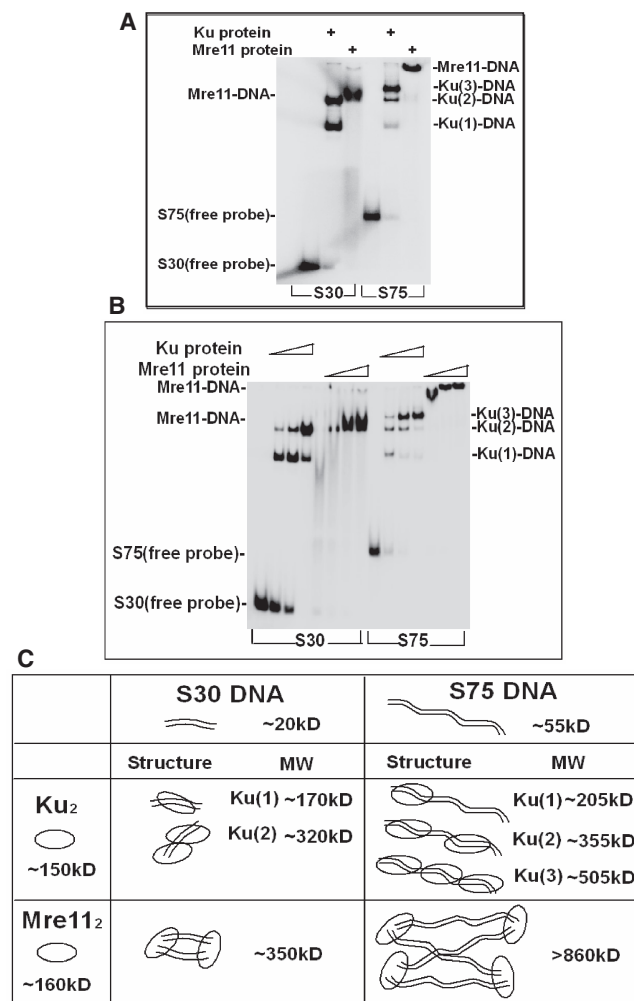 A
Ku protein + +
Mre11 protein + +
-Mre11-DNA
Mre11-DNA-
-Ku(3)-DNA
-Ku(2)-DNA
-Ku(1)-DNA
S75(free probe)-
S30(free probe)-
S30 S75
B
Ku protein
Mre11 protein
Mre11-DNA-
Mre11-DNA-
-Ku(3)-DNA
-Ku(2)-DNA
-Ku(1)-DNA
S75(free probe)-
S30(free probe)-
S30 S75
C
S30 DNA S75 DNA
~20kD ~55kD
Structure MW Structure MW
Ku2
~150kD
Ku(1) ~170kD
Ku(2) ~320kD
Ku(1) ~205kD
Ku(2) ~355kD
Ku(3) ~505kD
Mre112
~160kD
~350kD
>860kD